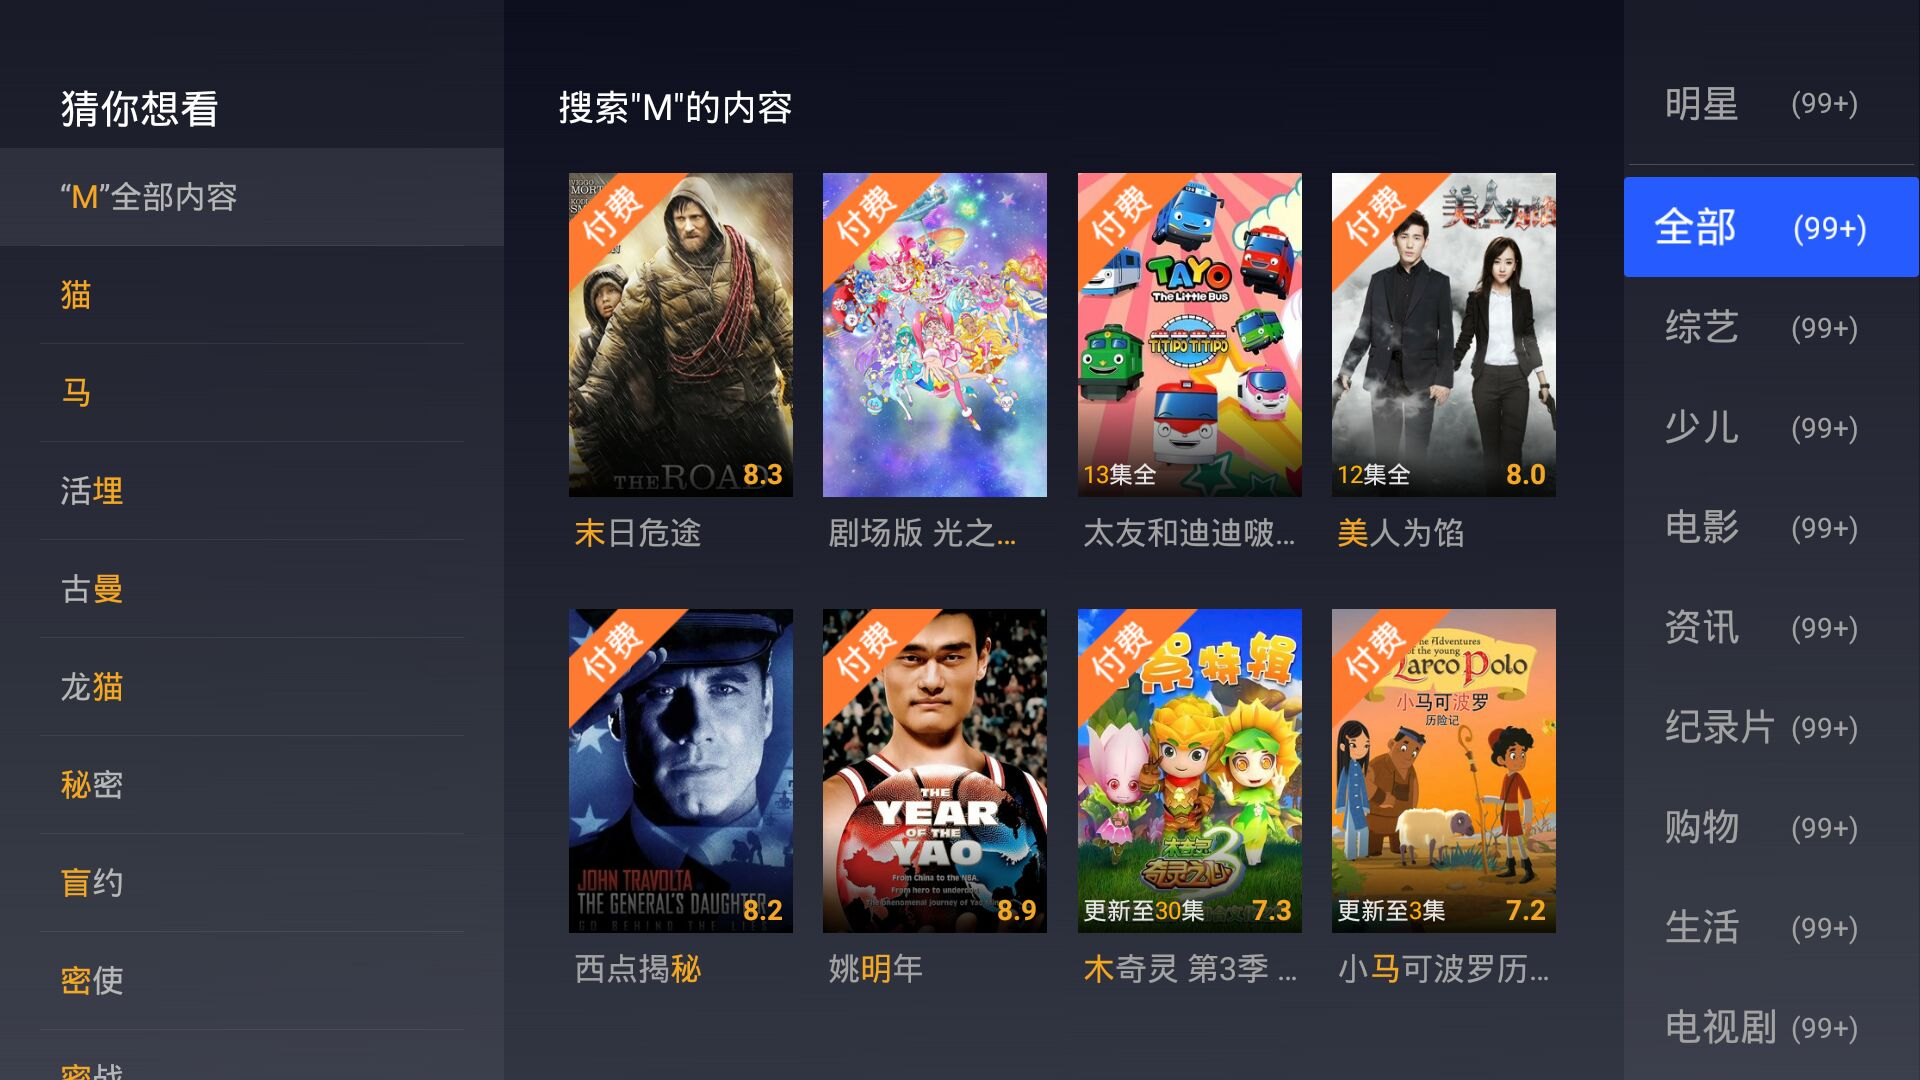 猜你想看
“M”全部内容
猫
马
活埋
古曼
龙猫
秘密
盲约
密使
密战
搜索"M"的内容
付费
THE ROAD
8.3
末日危途
付费
剧场版 光之...
付费
TAYO
The Little Bus
TITIPO TITIPO
13集全
太友和迪迪啵...
付费
美人为馅
12集全
8.0
美人为馅
付费
JOHN TRAVOLTA
THE GENERAL'S DAUGHTER
GO BEHIND THE LIES
8.2
西点揭秘
付费
THE
YEAR
OF THE
YAO
From China to the NBA.
From hero to underdog.
The phenomenal journey of Yao Ming
8.9
姚明年
付费
特辑
木奇灵3
奇灵之心
更新至30集
7.3
木奇灵 第3季 ...
付费
The Adventures
of the young
Marco Polo
小马可波罗
历险记
更新至3集
7.2
小马可波罗历...
明星 (99+)
全部 (99+)
综艺 (99+)
少儿 (99+)
电影 (99+)
资讯 (99+)
纪录片 (99+)
购物 (99+)
生活 (99+)
电视剧 (99+)